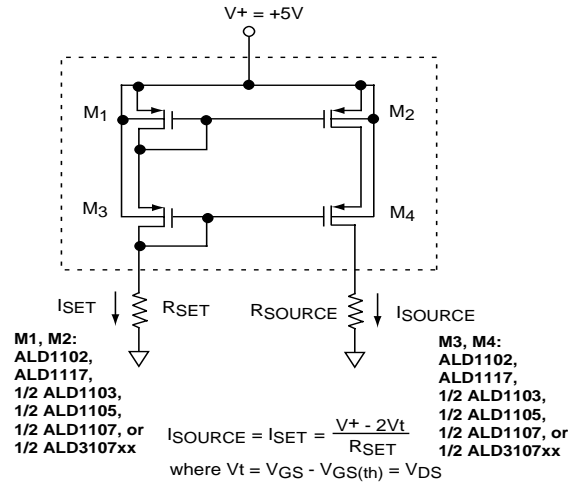 V+ = +5V
M1
M2
M3
M4
ISET
RSET
RSOURCE
ISOURCE
M1, M2:
ALD1102,
ALD1117,
1/2 ALD1103,
1/2 ALD1105,
1/2 ALD1107, or
1/2 ALD3107xx
M3, M4:
ALD1102,
ALD1117,
1/2 ALD1103,
1/2 ALD1105,
1/2 ALD1107, or
1/2 ALD3107xx
ISOURCE = ISET = V+ - 2Vt
RSET
where Vt = VGS - VGS(th) = VDS